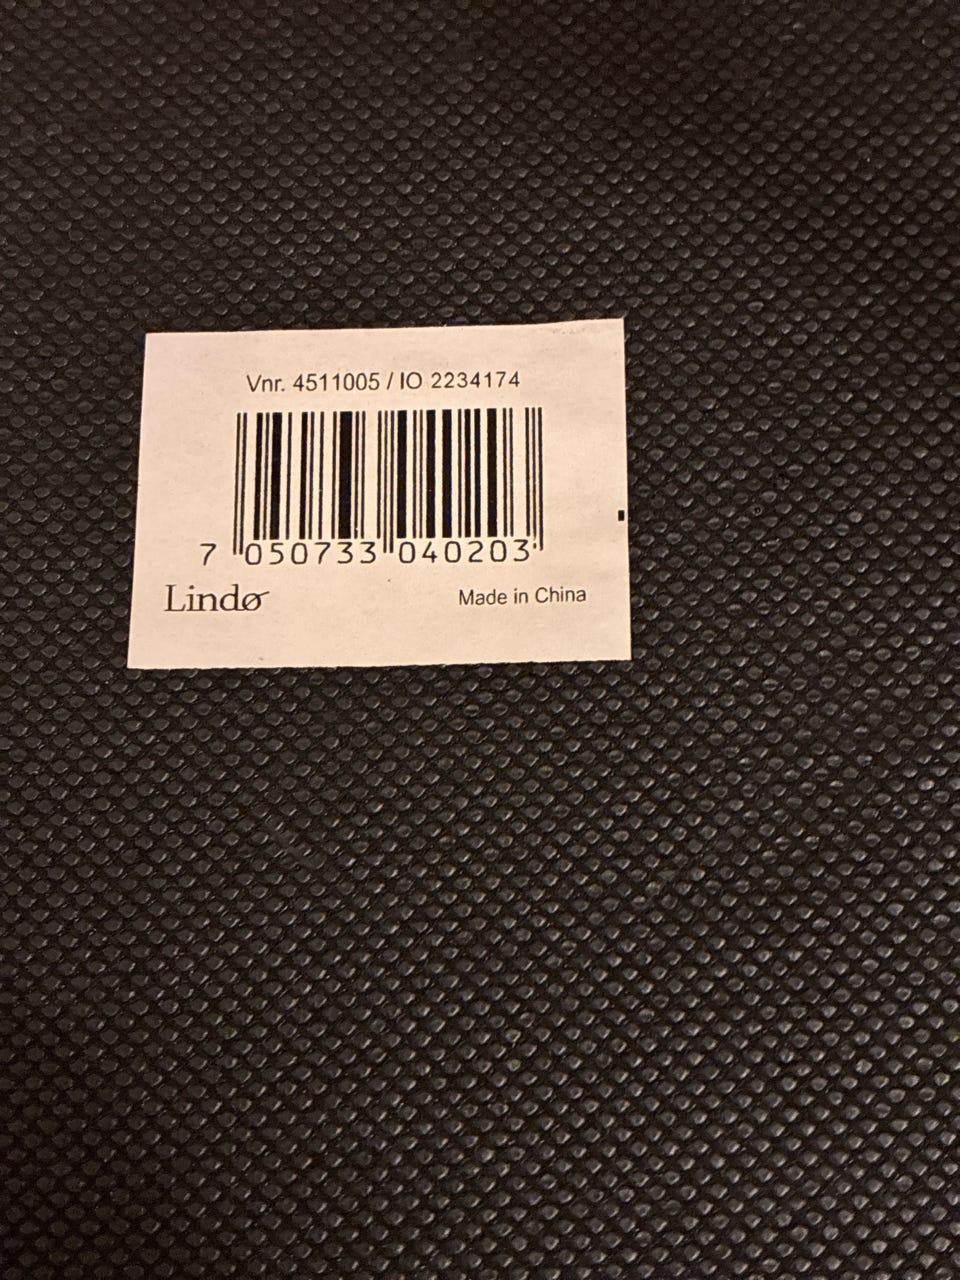 Vnr. 4511005 / IO 2234174
7 050733 040203
Lindø
Made in China